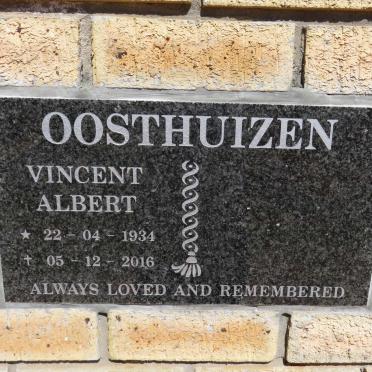 OOSTHUIZEN
VINCENT
ALBERT
★ 22 - 04 - 1934
✝ 05 - 12 - 2016
ALWAYS LOVED AND REMEMBERED